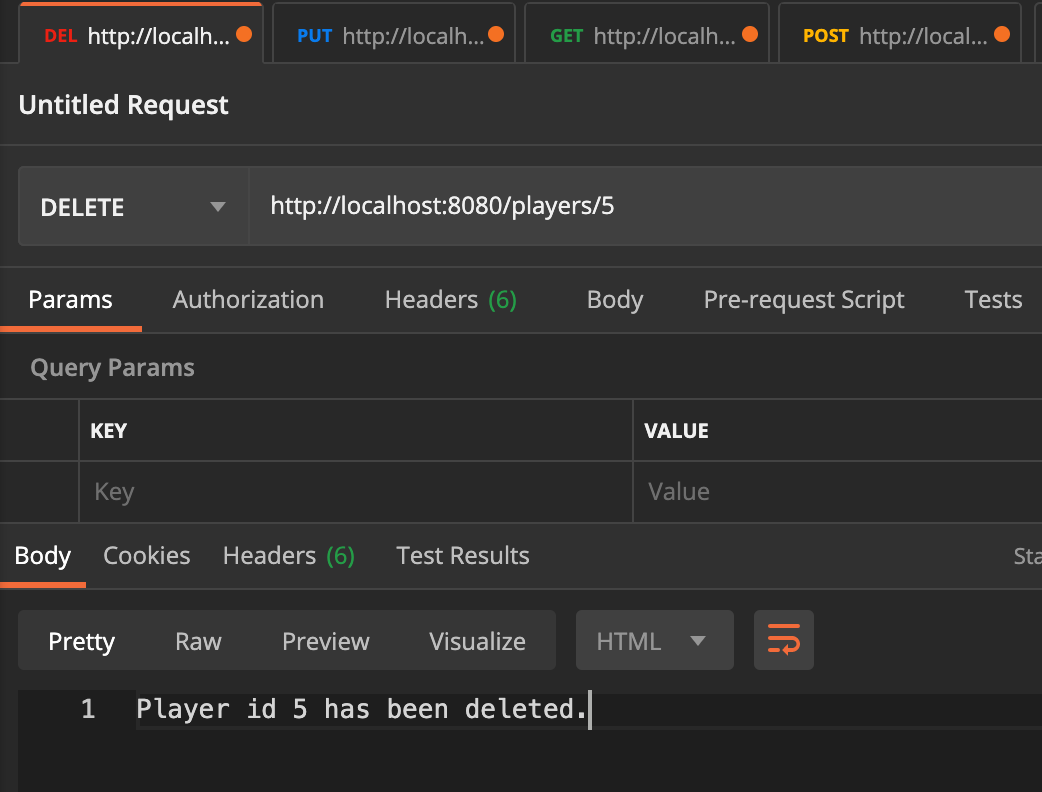 DEL http://localh... PUT http://localh... GET http://localh... POST http://local...
Untitled Request
DELETE http://localhost:8080/players/5
Params Authorization Headers (6) Body Pre-request Script Tests
Query Params
KEY VALUE
Key Value
Body Cookies Headers (6) Test Results Sta
Pretty Raw Preview Visualize HTML
1 Player id 5 has been deleted.